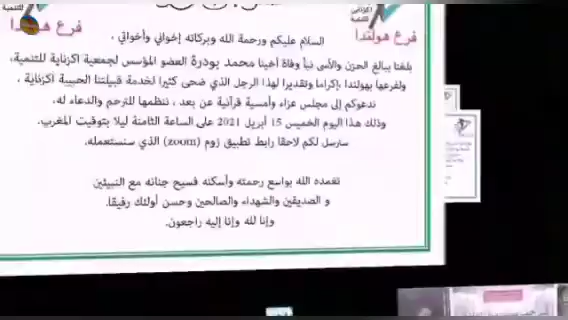 فرع هولندا
فرع هولندا
السلام عليكم ورحمة الله وبركاته إخواني وأخواتي ،
بلغنا ببالغ الحزن والأسى نبأ وفاة أخينا محمد بودرة العضو المؤسس لجمعية اكزناية للتنمية،
ولفرعها بهولندا ،إكراما وتقديرا لهذا الرجل الذي ضحى كثيرا لخدمة قبيلتنا الحبيبة اكزناية ،
ندعوكم إلى مجلس عزاء وأمسية قرآنية عن بعد ، ننظمها للترحم والدعاء له.
وذلك هذا اليوم الخميس 15 أبريل 2021 على الساعة الثامنة ليلا بتوقيت المغرب.
سنرسل لكم لاحقا رابط تطبيق زوم (zoom) الذي سنستعمله.
تغمده الله بواسع رحمته وأسكنه فسيح جنانه مع النبيئين
و الصديقين والشهداء والصالحين وحسن أولئك رفيقا.
وإنا لله وإنا إليه راجعون.